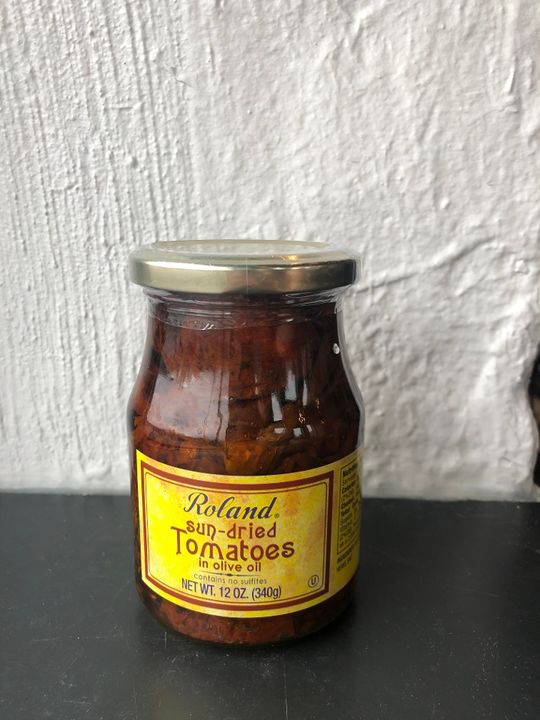 Roland®
sun-dried
Tomatoes
in olive oil
contains no sulfites
NET WT. 12 OZ. (340g)
U